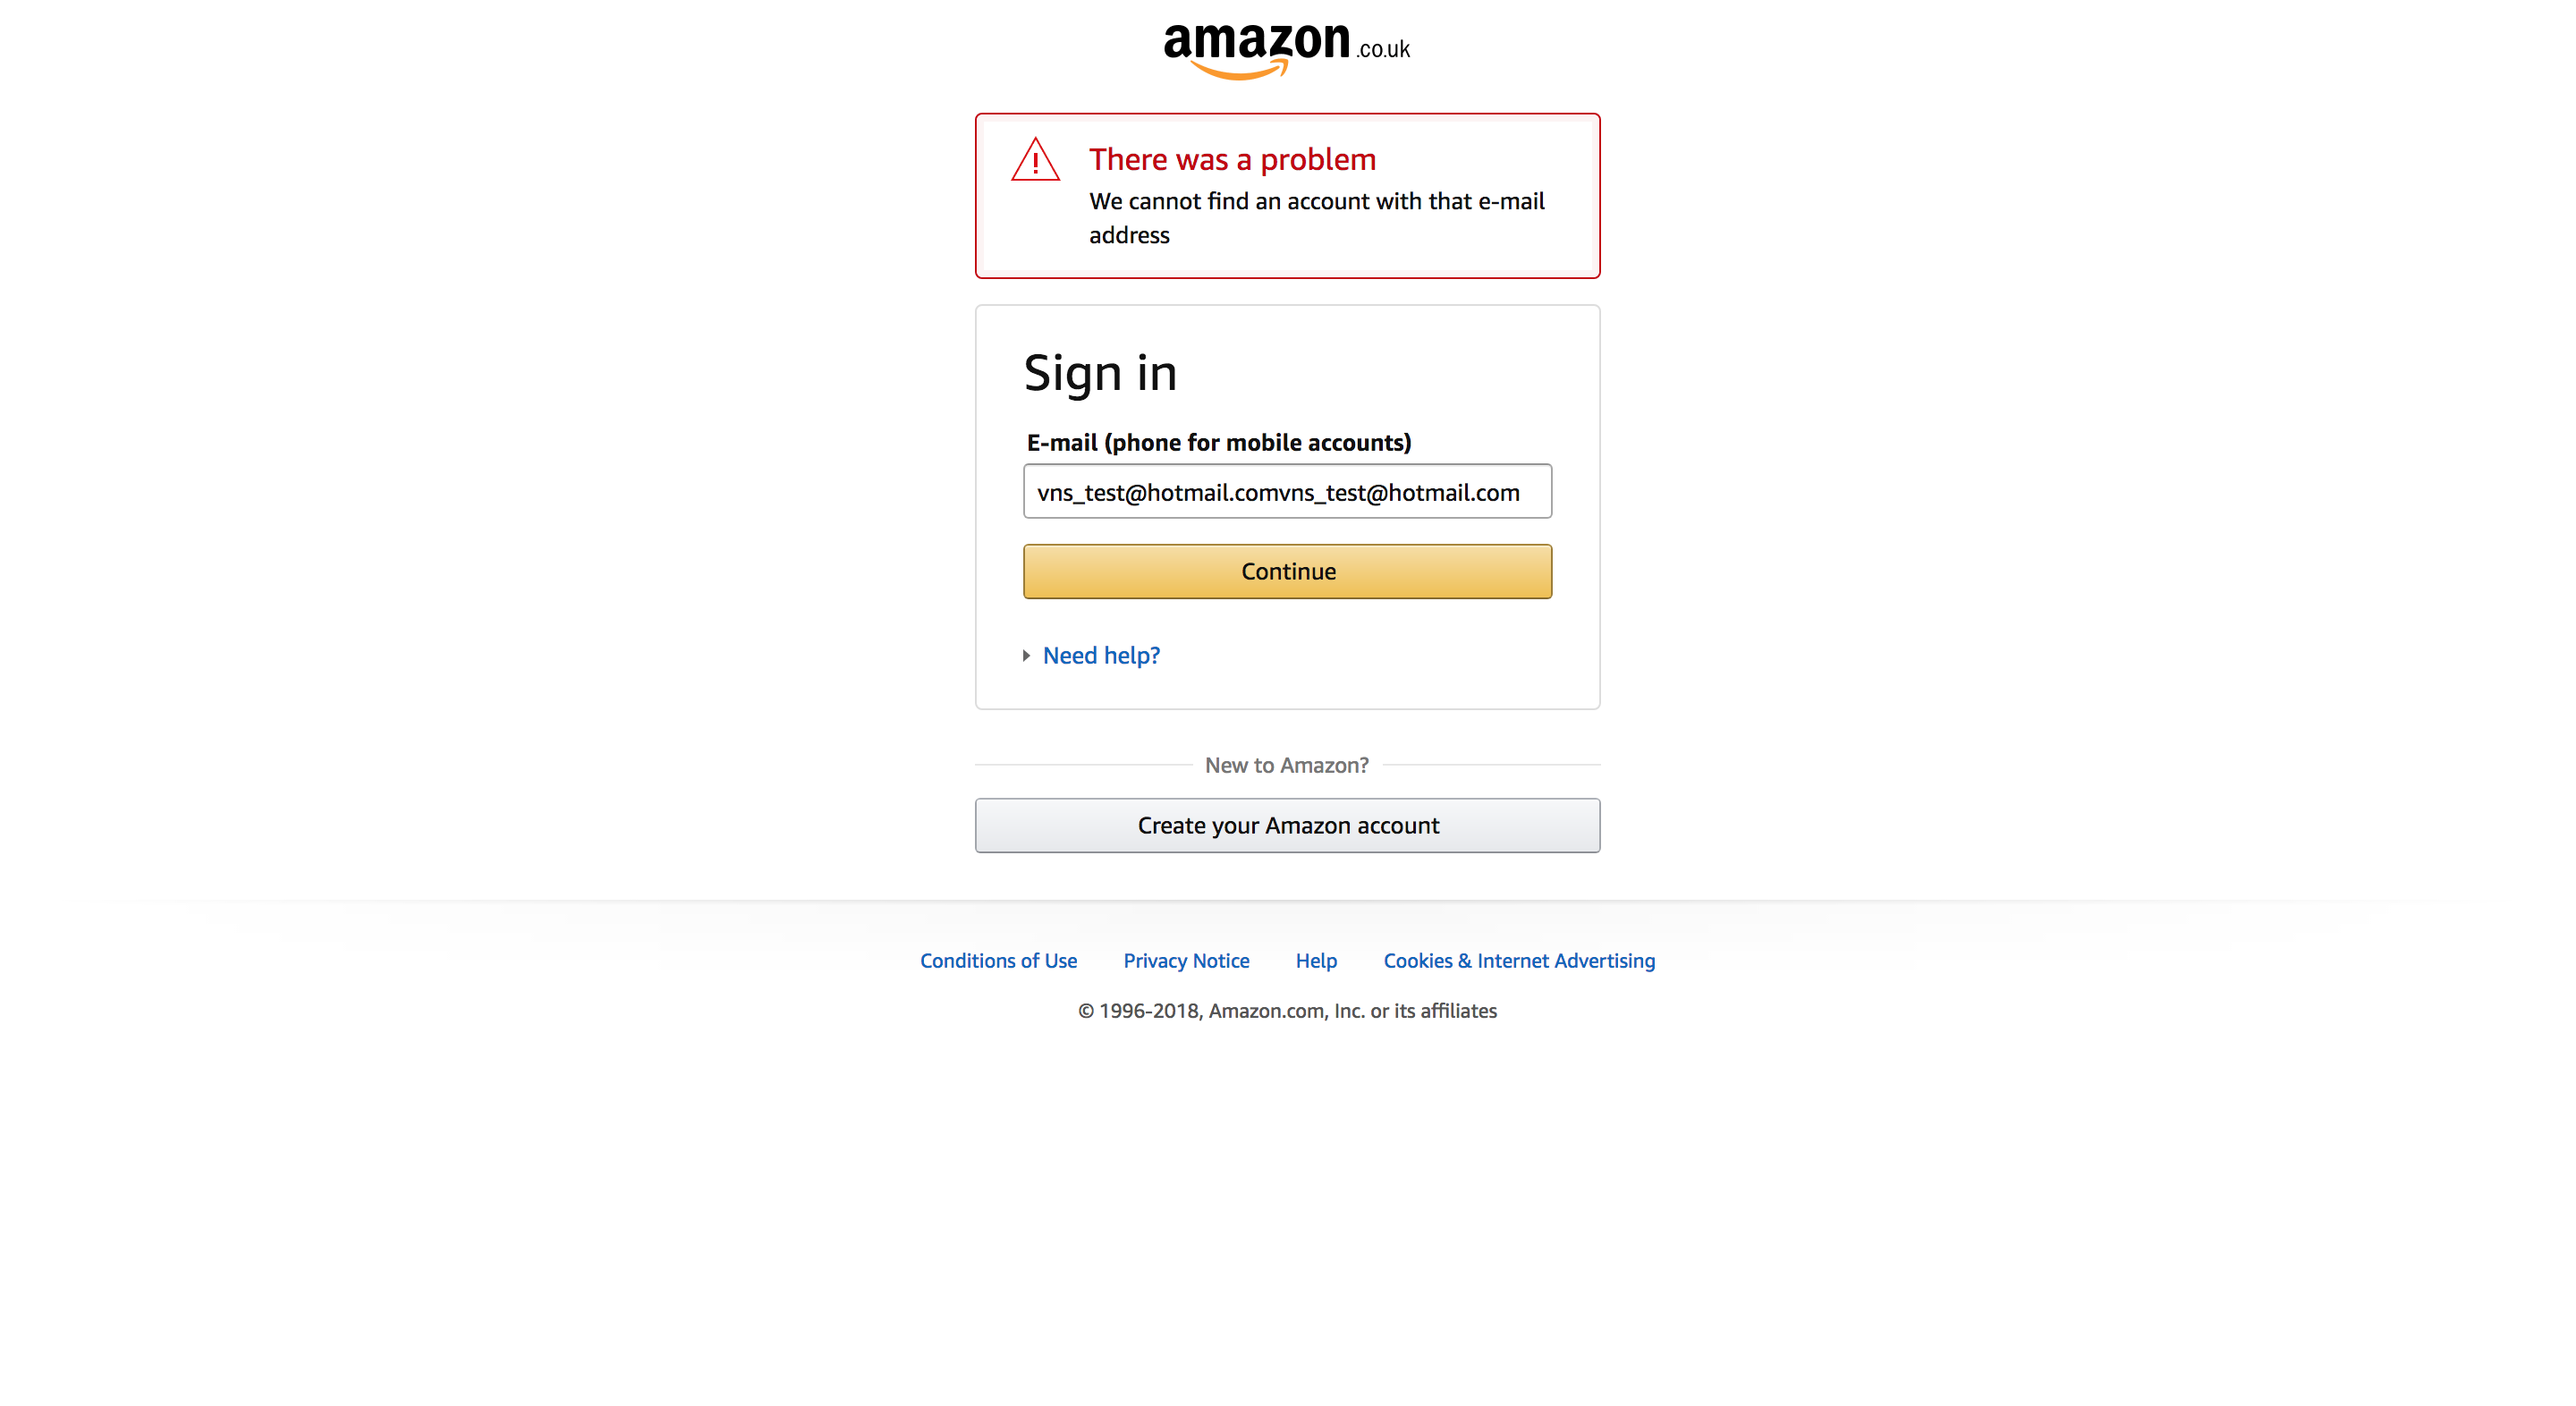 amazon.co.uk
There was a problem
We cannot find an account with that e-mail
address
Sign in
E-mail (phone for mobile accounts)
vns_test@hotmail.comvns_test@hotmail.com
Continue
Need help?
New to Amazon?
Create your Amazon account
Conditions of Use Privacy Notice Help Cookies & Internet Advertising
© 1996-2018, Amazon.com, Inc. or its affiliates